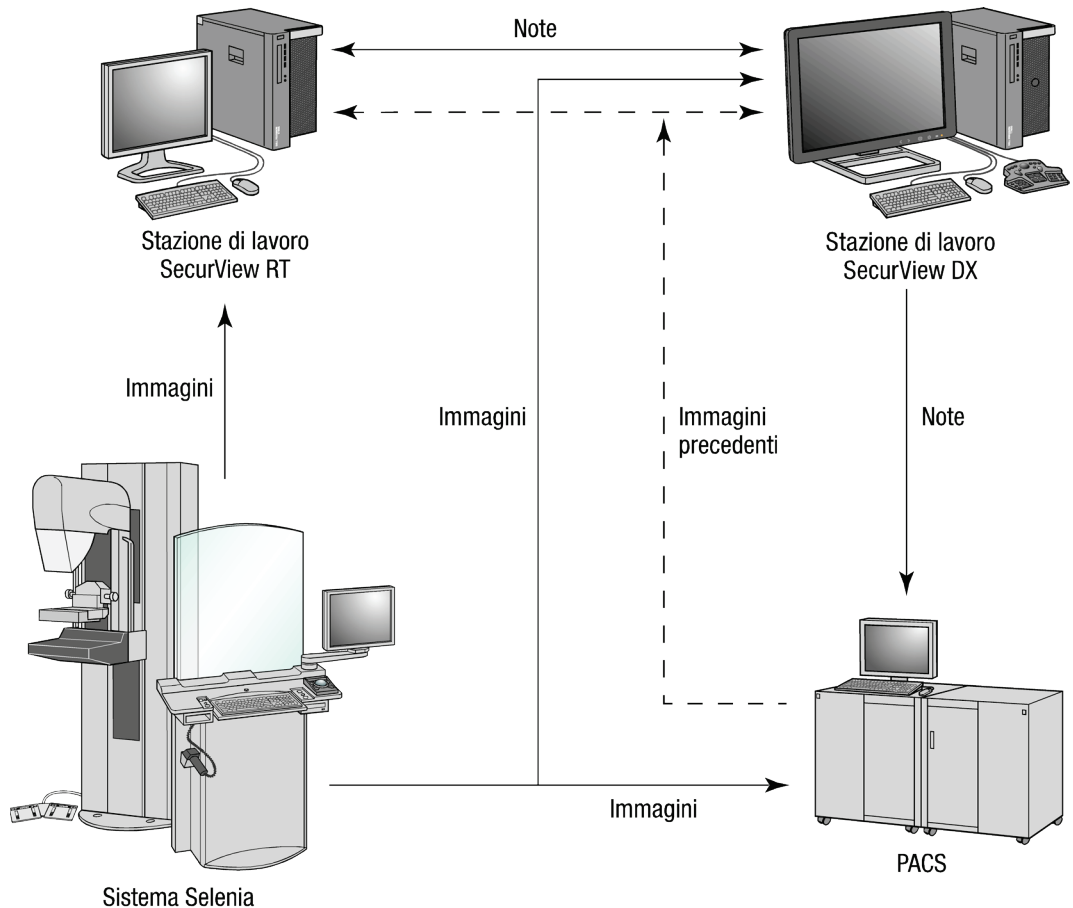 Note
Stazione di lavoro
SecurView RT
Stazione di lavoro
SecurView DX
Immagini
Immagini
Immagini
precedenti
Note
Immagini
PACS
Sistema Selenia